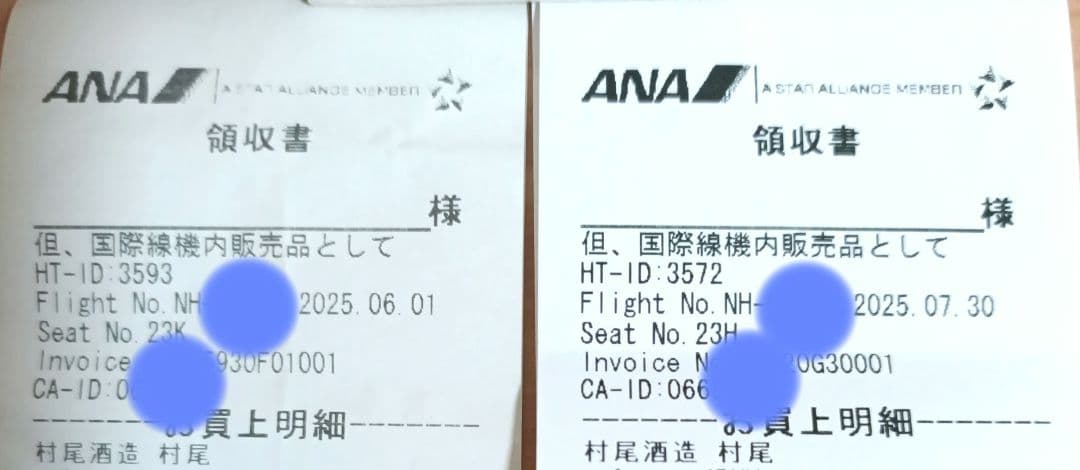 ANA A STAR ALLIANCE MEMBER
領収書
様
但、国際線機内販売品として
HT-ID:3593
Flight No.NH- 2025.06.01
Seat No.23K
Invoice 930F01001
CA-ID:0
お買上明細
村尾酒造 村尾
ANA A STAR ALLIANCE MEMBER
領収書
様
但、国際線機内販売品として
HT-ID:3572
Flight No.NH- 2025.07.30
Seat No.23H
Invoice N 0G30001
CA-ID:066
お買上明細
村尾酒造 村尾